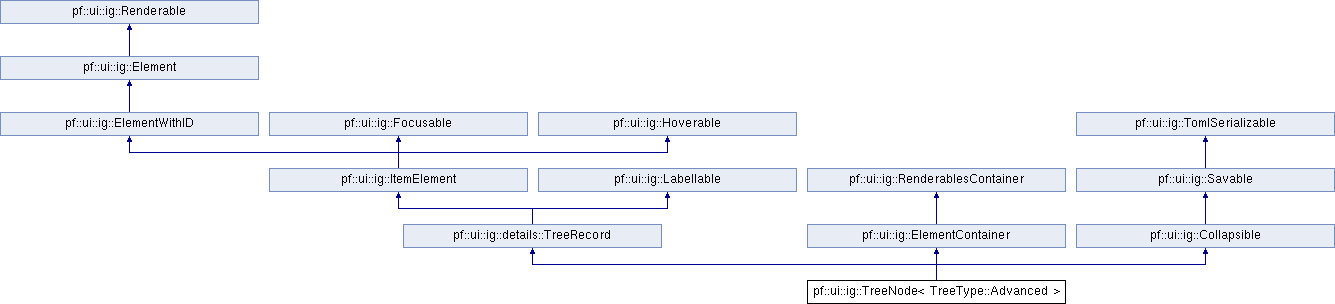 pf::ui::ig::Renderable
pf::ui::ig::Element
pf::ui::ig::ElementWithID
pf::ui::ig::Focusable
pf::ui::ig::Hoverable
pf::ui::ig::TomlSerializable
pf::ui::ig::ItemElement
pf::ui::ig::Labellable
pf::ui::ig::RenderablesContainer
pf::ui::ig::Savable
pf::ui::ig::details::TreeRecord
pf::ui::ig::ElementContainer
pf::ui::ig::Collapsible
pf::ui::ig::TreeNode< TreeType::Advanced >